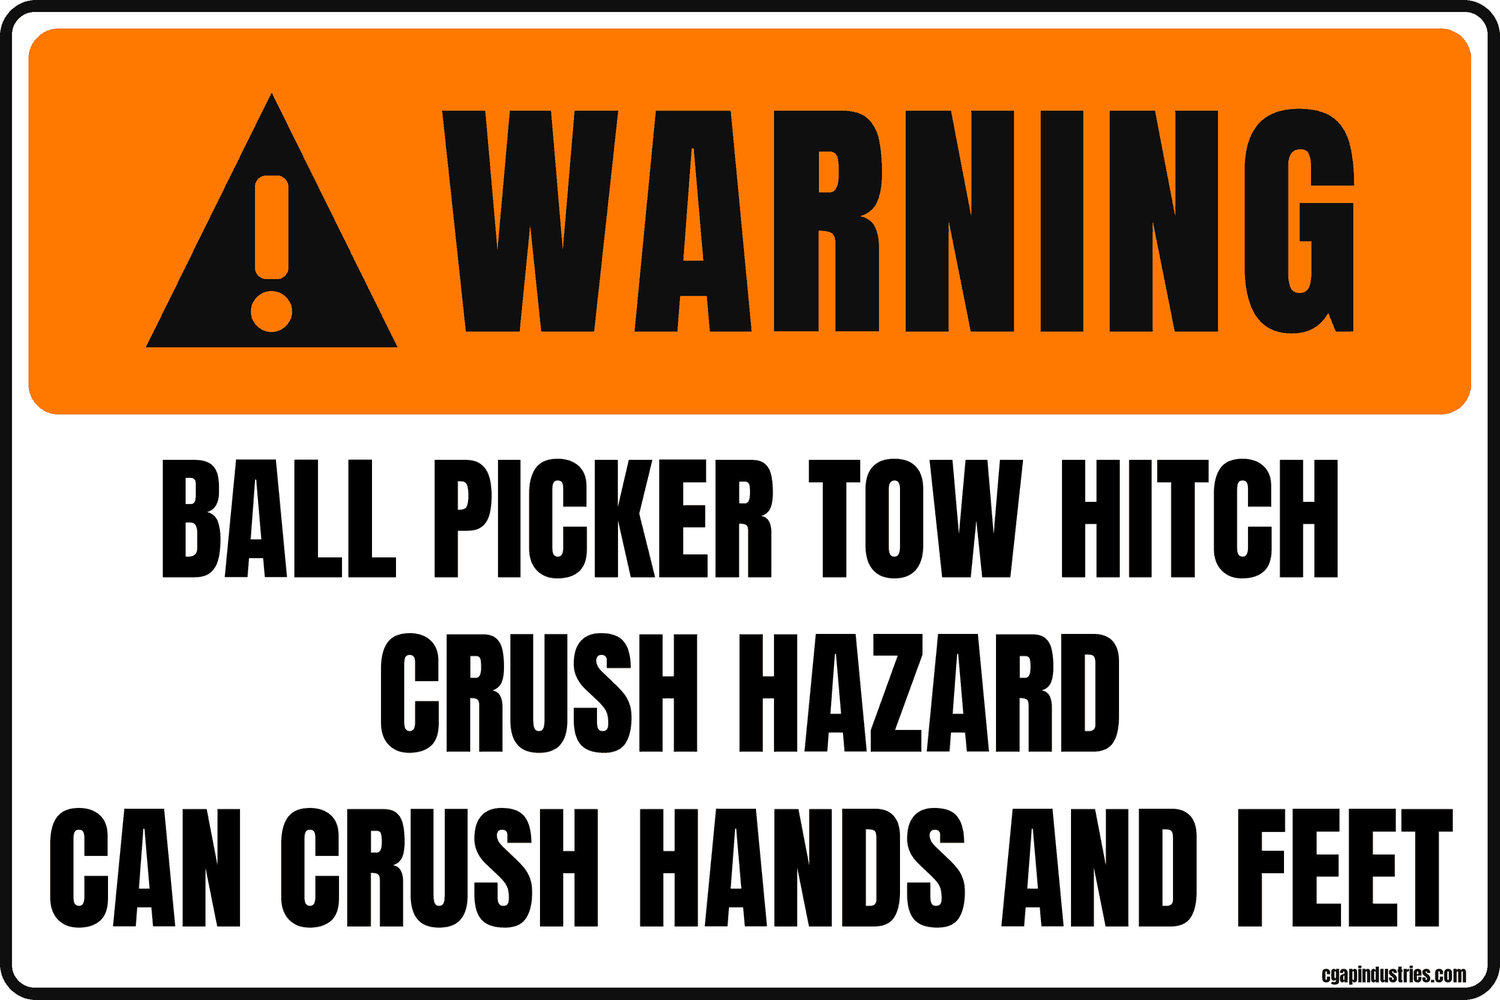 WARNING
BALL PICKER TOW HITCH
CRUSH HAZARD
CAN CRUSH HANDS AND FEET
cgapindustries.com